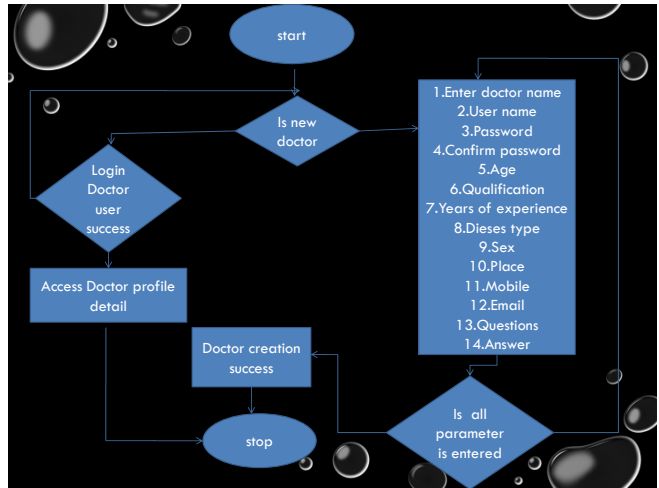 start
Is new
doctor
Login
Doctor
user
success
Access Doctor profile
detail
1.Enter doctor name
2.User name
3.Password
4.Confirm password
5.Age
6.Qualification
7.Years of experience
8.Dieses type
9.Sex
10.Place
11.Mobile
12.Email
13.Questions
14.Answer
Doctor creation
success
Is all
parameter
is entered
stop